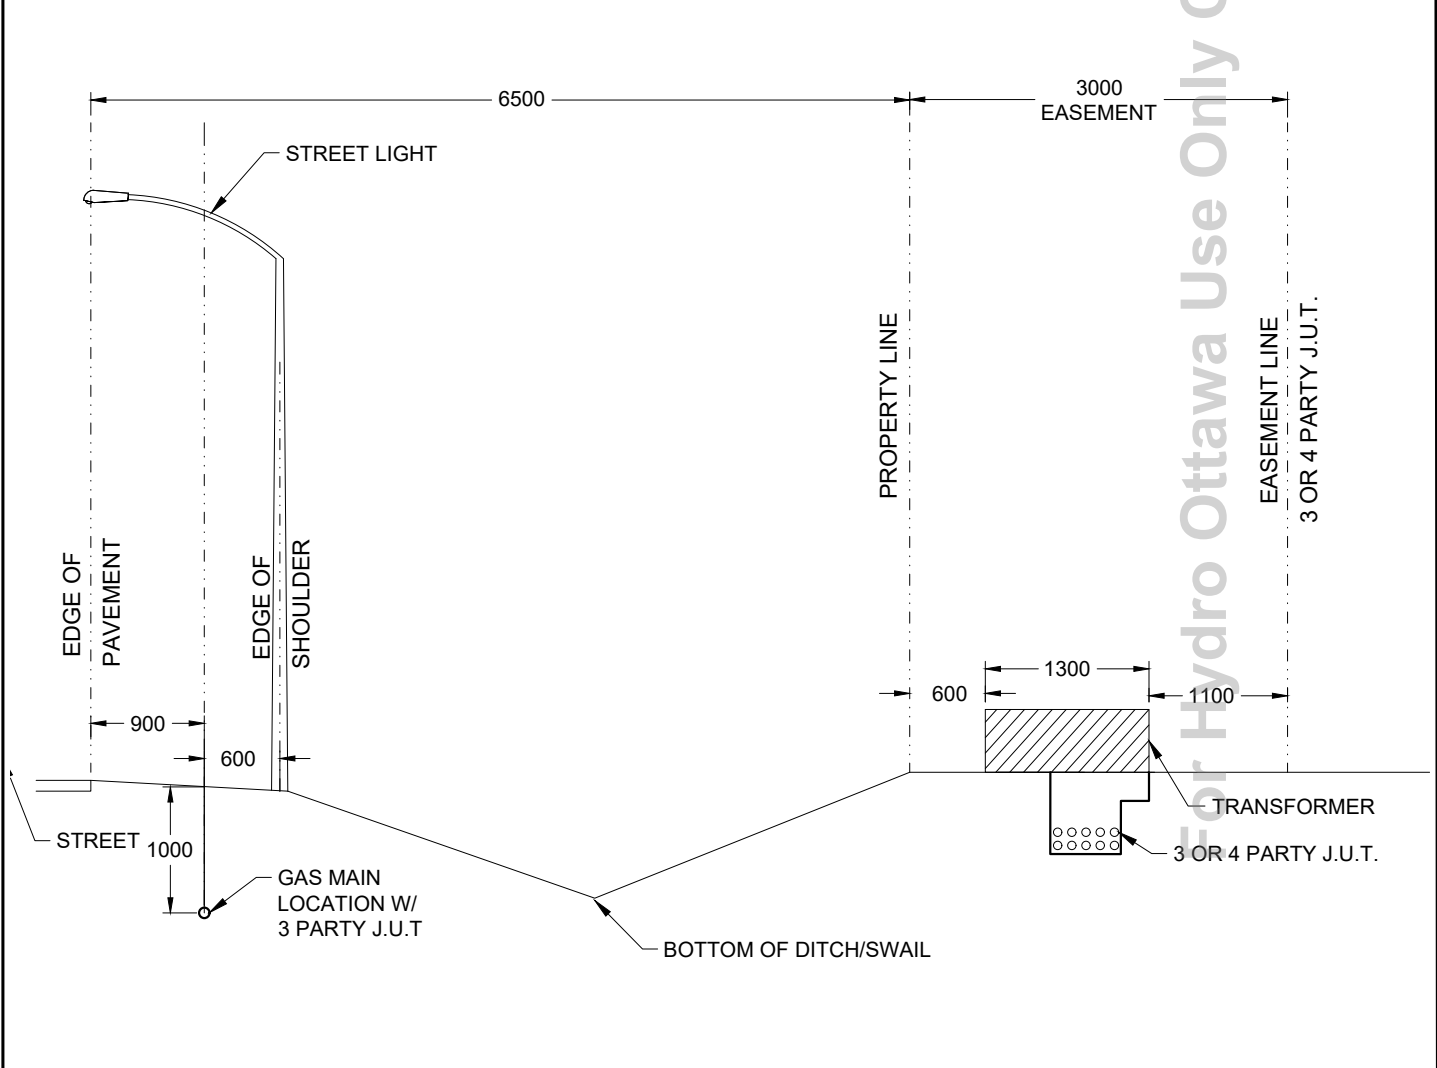 6500
3000
EASEMENT
STREET LIGHT
PROPERTY LINE
EASEMENT LINE
3 OR 4 PARTY J.U.T.
EDGE OF
PAVEMENT
EDGE OF
SHOULDER
1300
600
1100
900
600
STREET
1000
TRANSFORMER
3 OR 4 PARTY J.U.T.
GAS MAIN
LOCATION W/
3 PARTY J.U.T
BOTTOM OF DITCH/SWAIL
For Hydro Ottawa Use Only